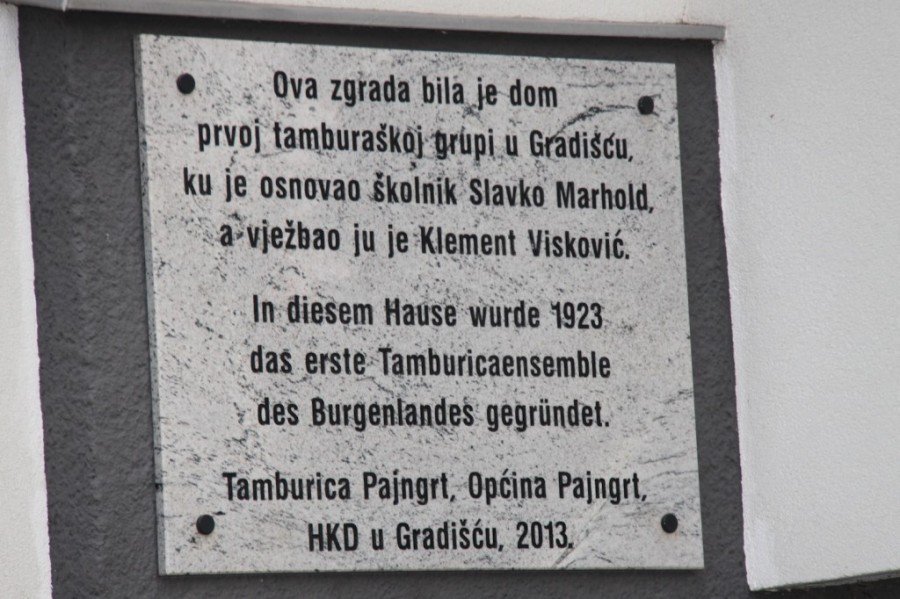 Ova zgrada bila je dom
prvoj tamburaškoj grupi u Gradišću,
ku je osnovao školnik Slavko Marhold,
a vježbao ju je Klement Visković.
In diesem Hause wurde 1923
das erste Tamburicaensemble
des Burgenlandes gegründet.
Tamburica Pajngrt, Općina Pajngrt,
HKD u Gradišću, 2013.